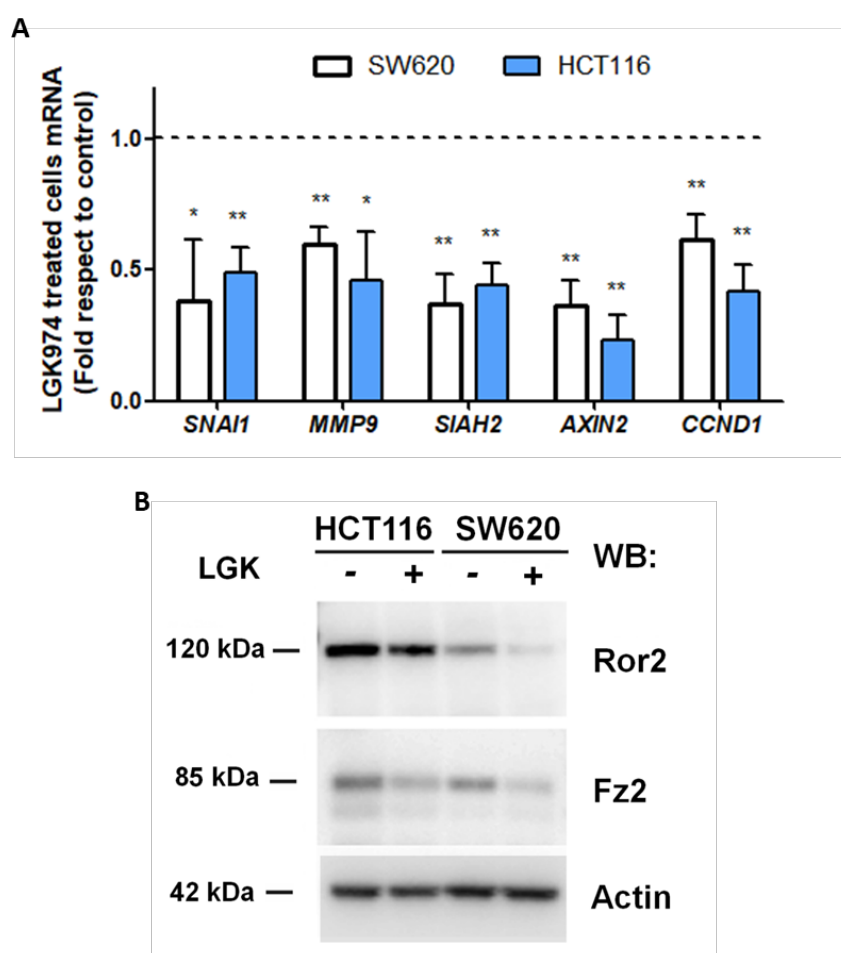 A
SW620 HCT116
LGK974 treated cells mRNA
(Fold respect to control)
1.0
0.5
0.0
* ** ** * ** ** ** ** ** **
SNAI1 MMP9 SIAH2 AXIN2 CCND1
B
HCT116 SW620 WB:
LGK - + - +
120 kDa Ror2
85 kDa Fz2
42 kDa Actin